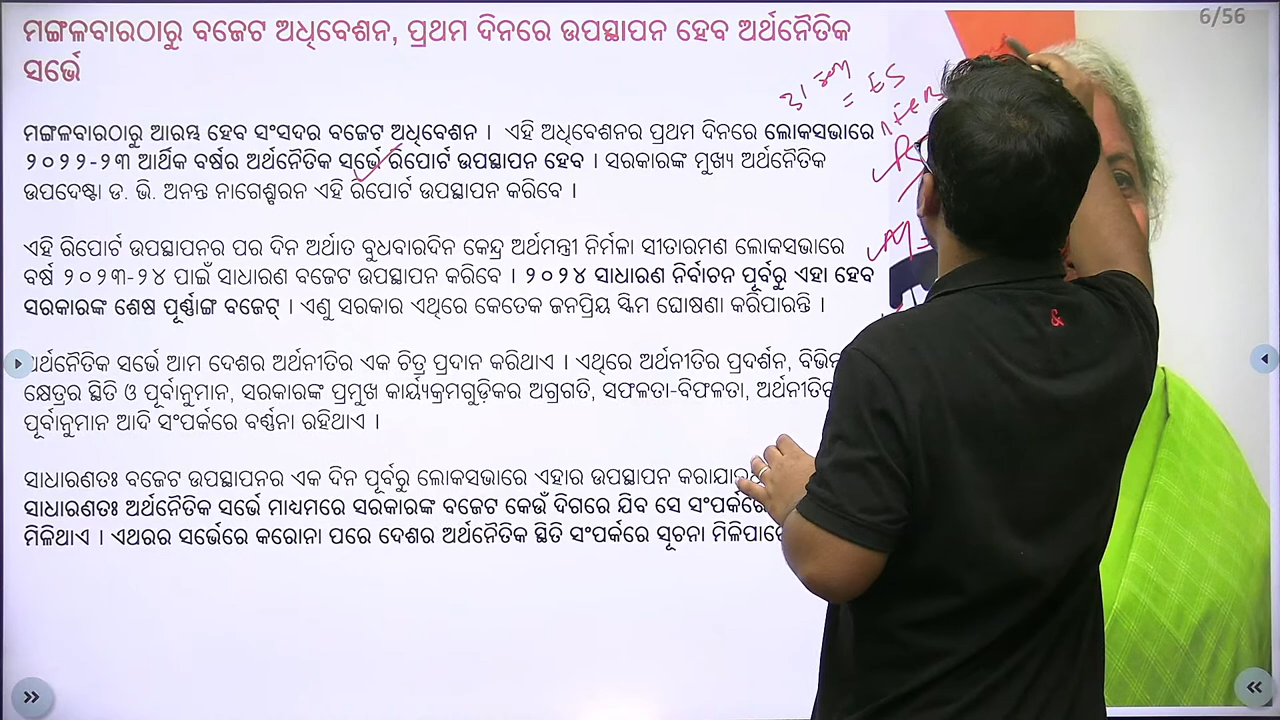 6/56
ମଙ୍ଗଳବାରଠାରୁ ବଜେଟ ଅଧିବେଶନ, ପ୍ରଥମ ଦିନରେ ଉପସ୍ଥାପନ ହେବ ଅର୍ଥନୈତିକ
ସର୍ଭେ
31 Jan
= ES
ମଙ୍ଗଳବାରଠାରୁ ଆରମ୍ଭ ହେବ ସଂସଦର ବଜେଟ ଅଧିବେଶନ । ଏହି ଅଧିବେଶନର ପ୍ରଥମ ଦିନରେ ଲୋକସଭାରେ
୨୦୨୨-୨୩ ଆର୍ଥିକ ବର୍ଷର ଅର୍ଥନୈତିକ ସର୍ଭେ ରିପୋର୍ଟ ଉପସ୍ଥାପନ ହେବ । ସରକାରଙ୍କ ମୁଖ୍ୟ ଅର୍ଥନୈତିକ
ଉପଦେଷ୍ଟା ଡ. ଭି. ଅନନ୍ତ ନାଗେଶ୍ବରନ ଏହି ରିପୋର୍ଟ ଉପସ୍ଥାପନ କରିବେ ।
ଏହି ରିପୋର୍ଟ ଉପସ୍ଥାପନର ପର ଦିନ ଅର୍ଥାତ ବୁଧବାରଦିନ କେନ୍ଦ୍ର ଅର୍ଥମନ୍ତ୍ରୀ ନିର୍ମଳା ସୀତାରମଣ ଲୋକସଭାରେ
ବର୍ଷ ୨୦୨୩-୨୪ ପାଇଁ ସାଧାରଣ ବଜେଟ ଉପସ୍ଥାପନ କରିବେ । ୨୦୨୪ ସାଧାରଣ ନିର୍ବାଚନ ପୂର୍ବରୁ ଏହା ହେବ
ସରକାରଙ୍କ ଶେଷ ପୂର୍ଣ୍ଣାଙ୍ଗ ବଜେଟ୍ । ଏଣୁ ସରକାର ଏଥିରେ କେତେକ ଜନପ୍ରିୟ ସ୍କିମ ଘୋଷଣା କରିପାରନ୍ତି ।
ଅର୍ଥନୈତିକ ସର୍ଭେ ଆମ ଦେଶର ଅର୍ଥନୀତିର ଏକ ଚିତ୍ର ପ୍ରଦାନ କରିଥାଏ । ଏଥିରେ ଅର୍ଥନୀତିର ପ୍ରଦର୍ଶନ,
କ୍ଷେତ୍ରର ସ୍ଥିତି ଓ ପୂର୍ବାନୁମାନ, ସରକାରଙ୍କ ପ୍ରମୁଖ କାର୍ୟ୍ୟକ୍ରମଗୁଡ଼ିକର ଅଗ୍ରଗତି, ସଫଳତା-ବିଫଳତା,
ପୂର୍ବାନୁମାନ ଆଦି ସଂପର୍କରେ ବର୍ଣ୍ଣନା ରହିଥାଏ ।
ସାଧାରଣତଃ ବଜେଟ ଉପସ୍ଥାପନର ଏକ ଦିନ ପୂର୍ବରୁ ଲୋକସଭାରେ ଏହାର ଉପସ୍ଥାପନ
ସାଧାରଣତଃ ଅର୍ଥନୈତିକ ସର୍ଭେ ମାଧ୍ୟମରେ ସରକାରଙ୍କ ବଜେଟ କେଉଁ ଦିଗରେ ଯିବ ସେ
ମିଳିଥାଏ । ଏଥରର ସର୍ଭେରେ କରୋନା ପରେ ଦେଶର ଅର୍ଥନୈତିକ ସ୍ଥିତି ସଂପର୍କରେ ସୂଚନା
&